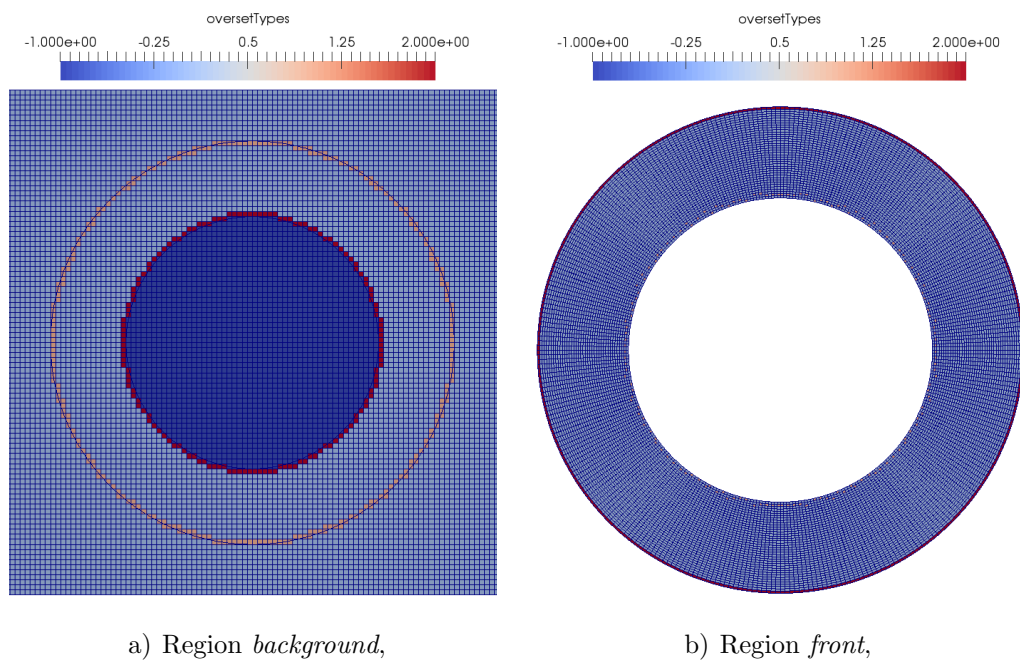 oversetTypes
-1.000e+00 -0.25 0.5 1.25 2.000e+00
oversetTypes
-1.000e+00 -0.25 0.5 1.25 2.000e+00
a) Region background,
b) Region front,